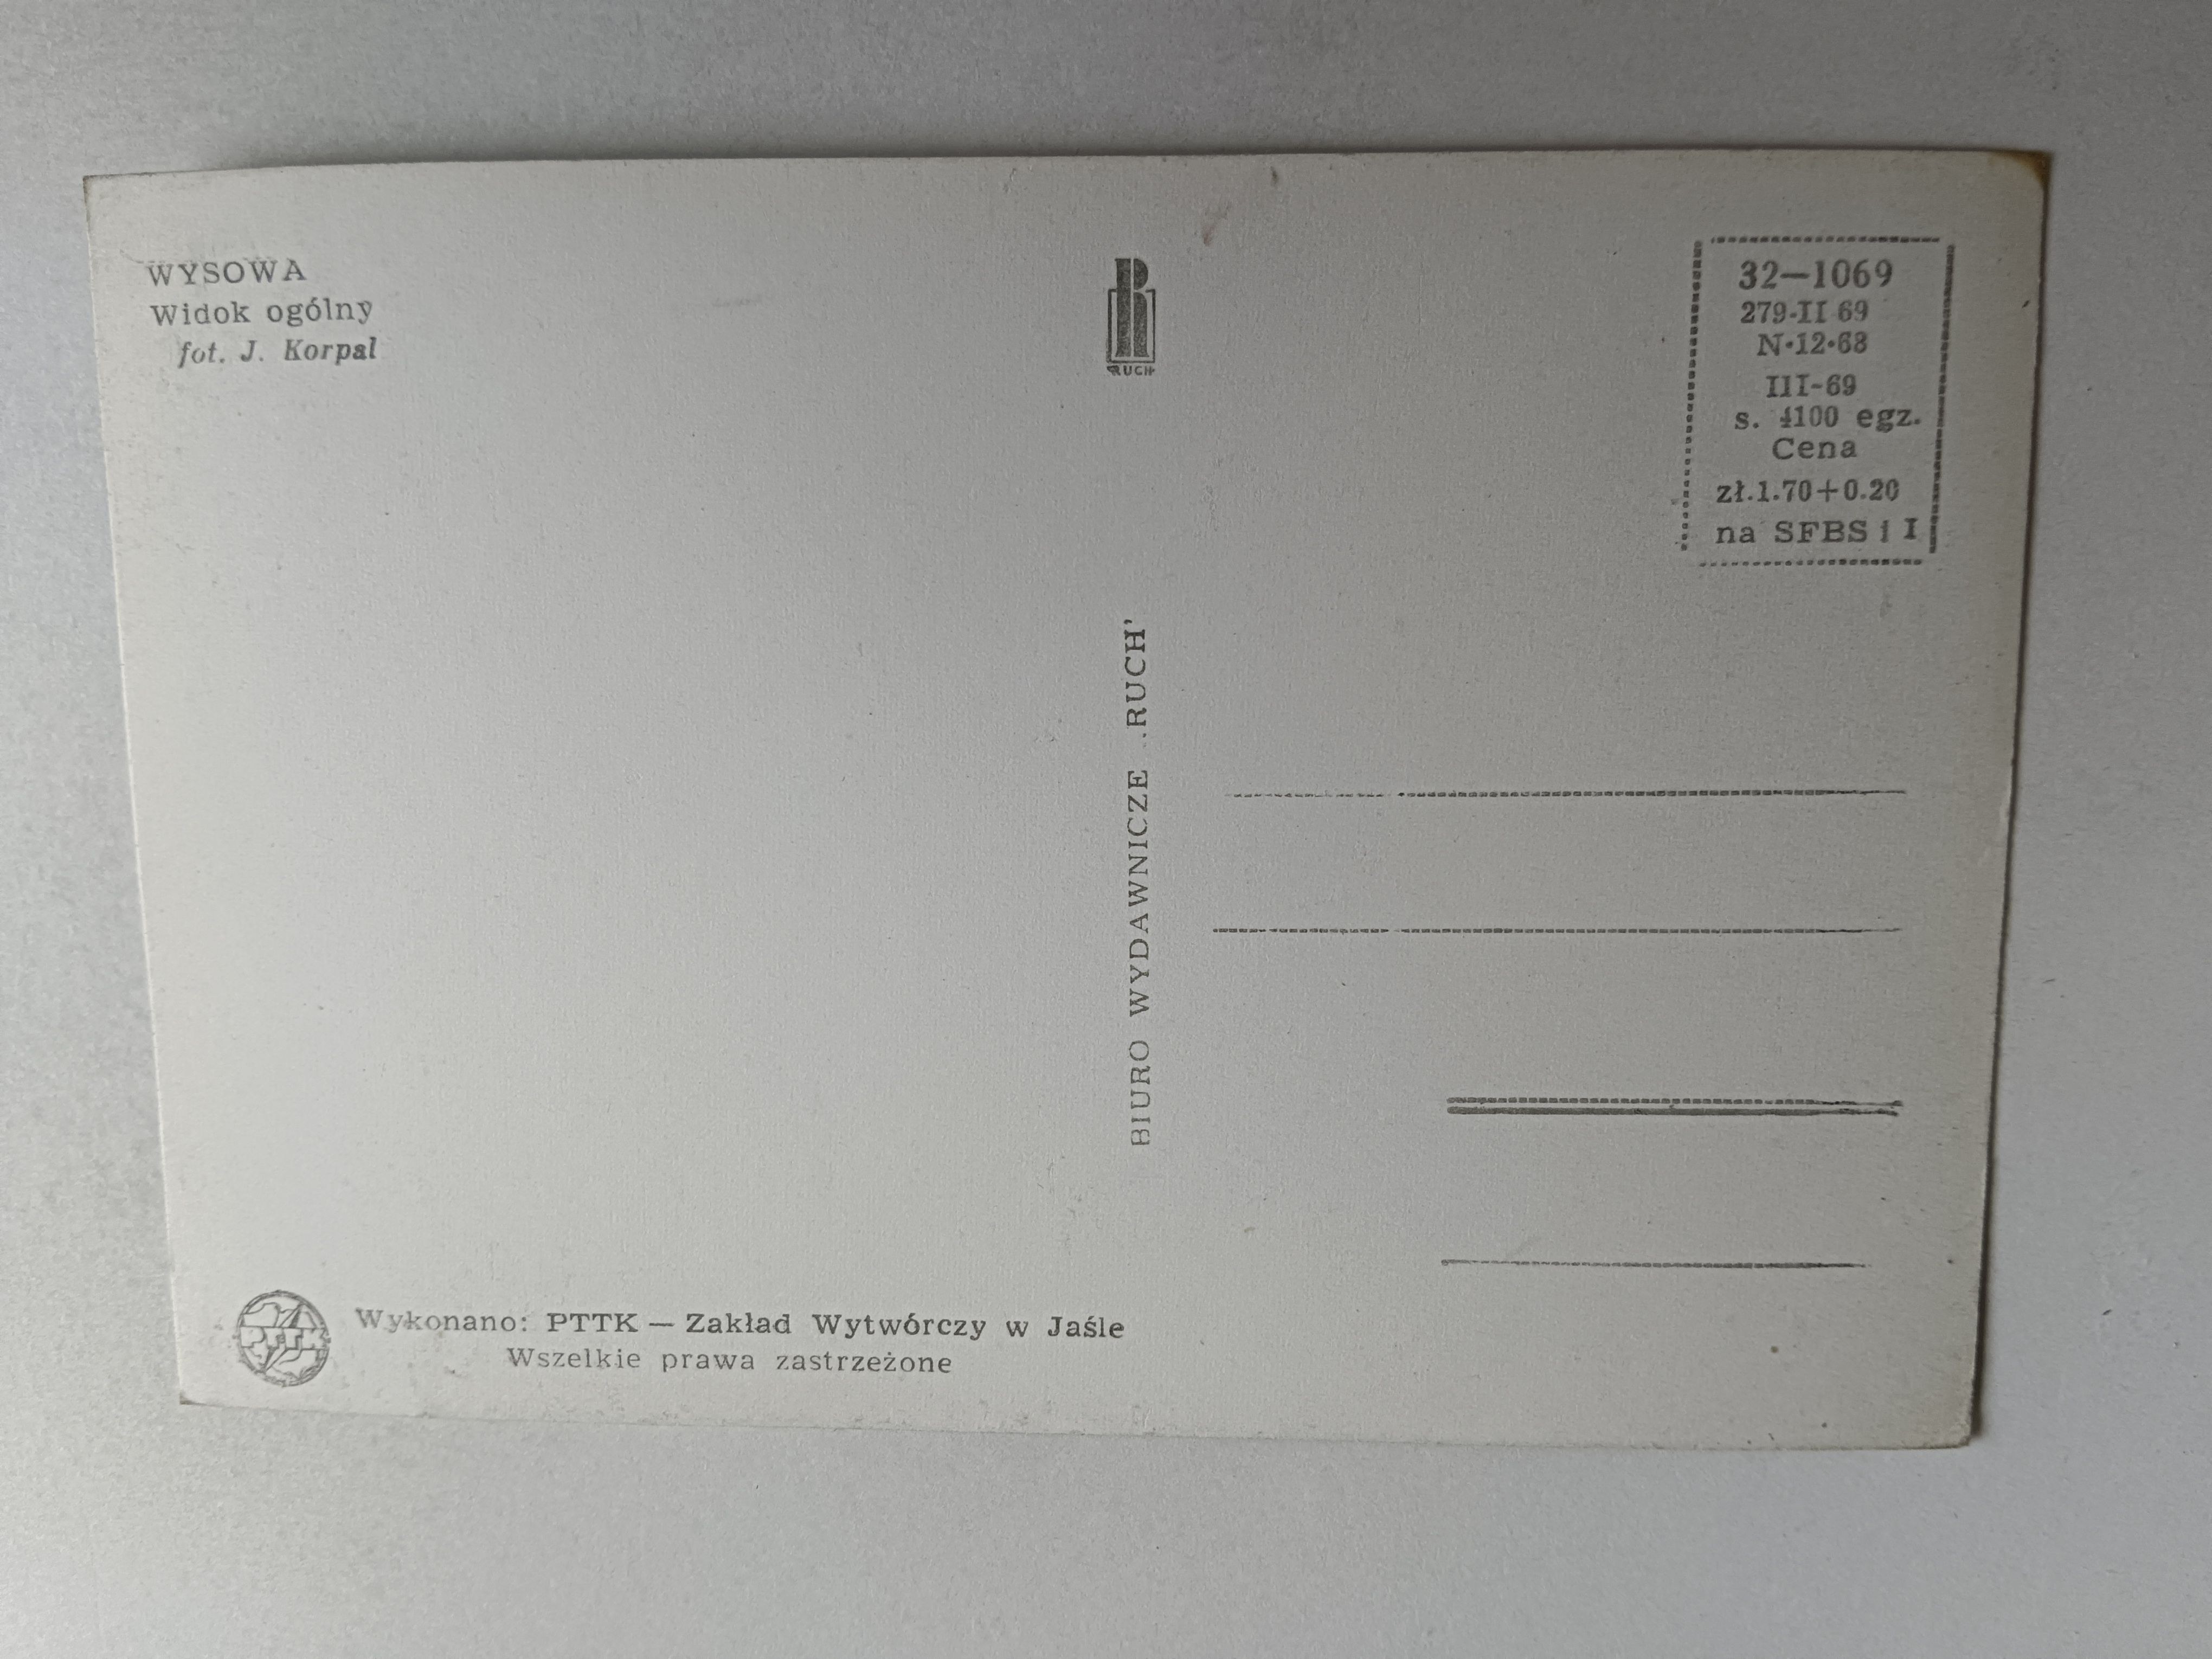 WYSOWA
Widok ogólny
fot. J. Korpal
RUCH
32—1069
279-II 69
N·12·68
III-69
s. 4100 egz.
Cena
zł.1.70+0.20
na SFBS i I
BIURO WYDAWNICZE „RUCH"
PTTK
Wykonano: PTTK — Zakład Wytwórczy w Jaśle
Wszelkie prawa zastrzeżone